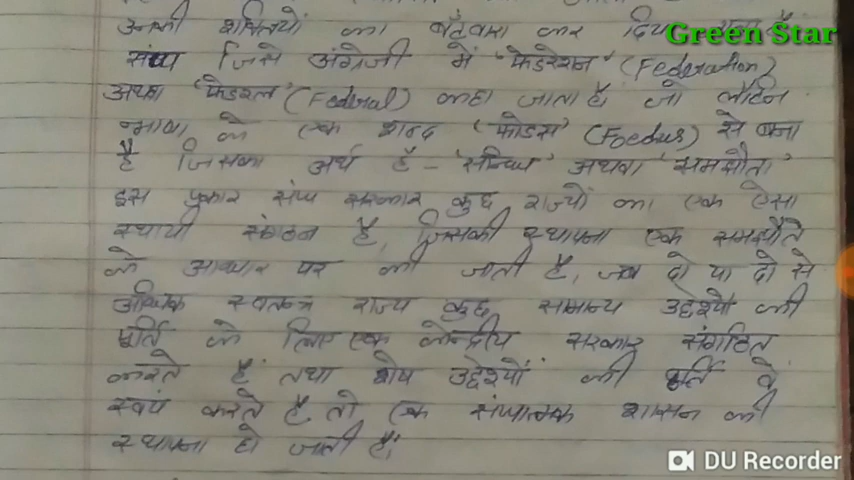 उनकी शक्तियों का बँटवारा कर दिया
Green Star
संघ जिसे अंग्रेजी में 'फेडरेशन' (Federation)
अथवा 'फेडरल' (Federal) कहा जाता है। जो लैटिन
भाषा के एक शब्द 'फोडस' (Foedus) से बना
है जिसका अर्थ है – 'सन्धि' अथवा 'समझौता'
इस प्रकार संघ सरकार कुछ राज्यों का एक ऐसा
स्थायी संगठन है, जिसकी स्थापना एक समझौते
के आधार पर की जाती है, जब दो या दो से
अधिक स्वतन्त्र राज्य कुछ सामान्य उद्देश्यों की
पूर्ति के लिए एक केन्द्रीय सरकार संगठित
करते हैं तथा शेष उद्देश्यों की पूर्ति वे
स्वयं करते है तो एक संघात्मक शासन की
स्थापना हो जाती है।
DU Recorder